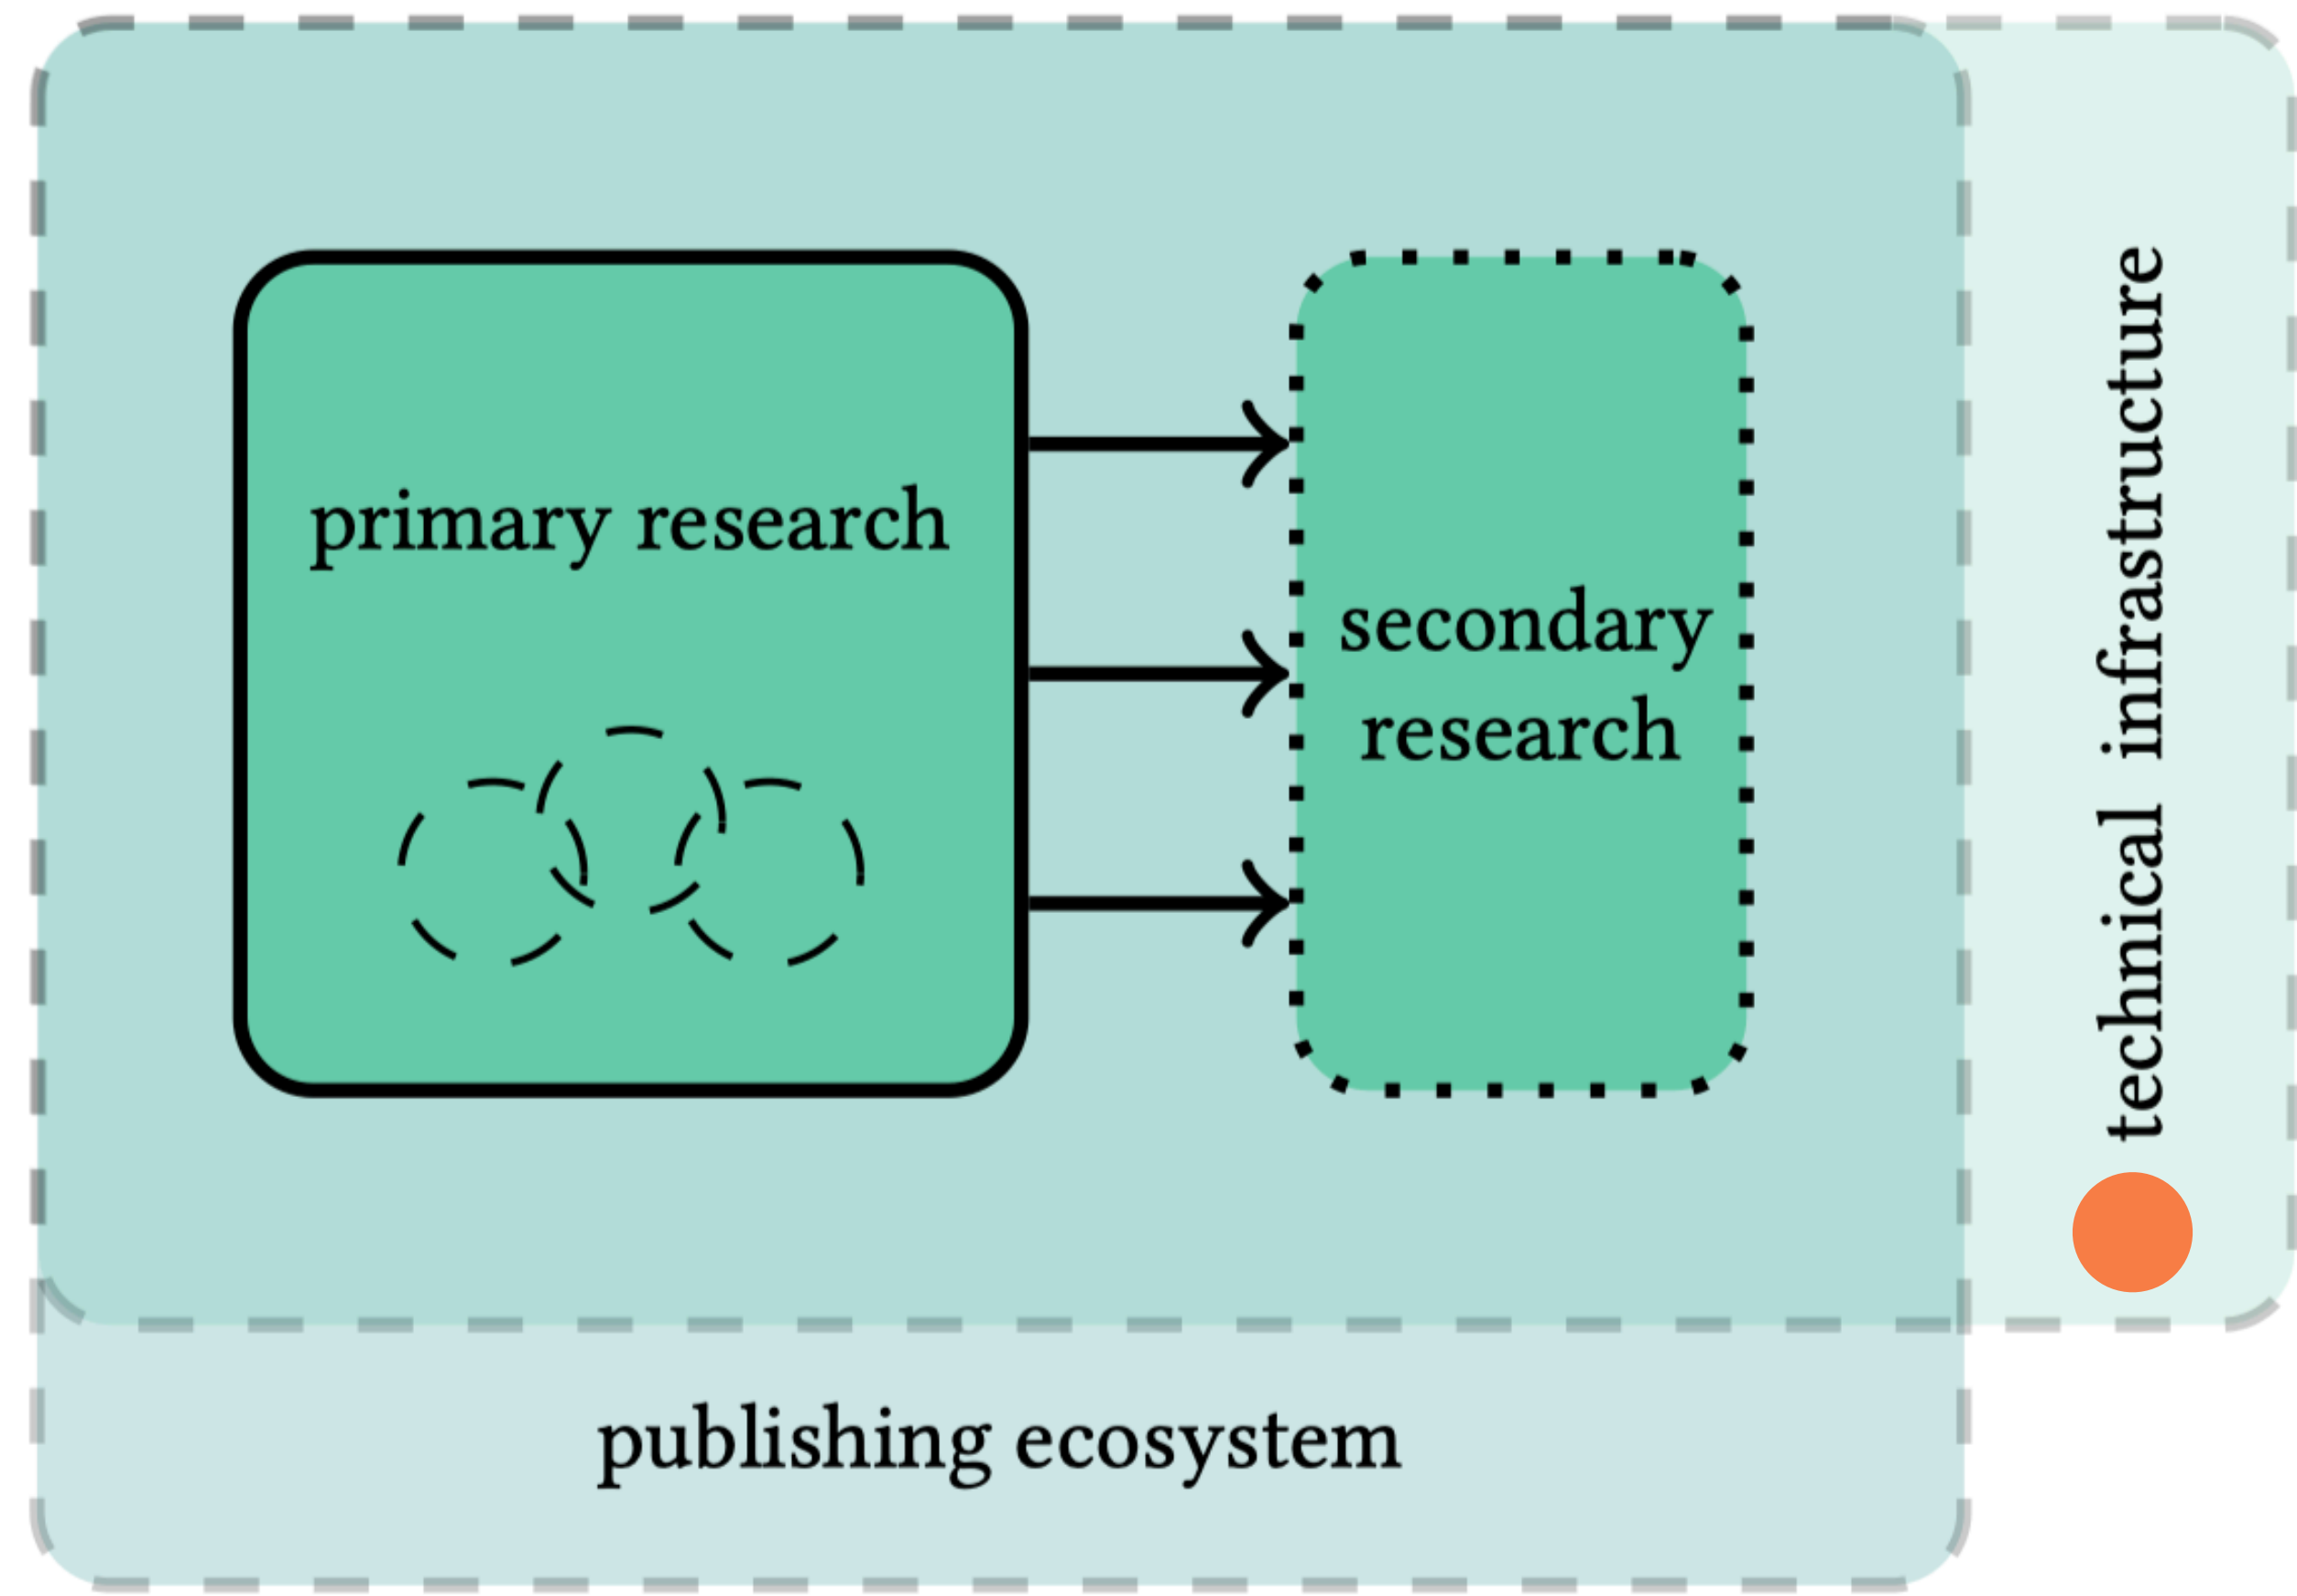 primary research
secondary
research
technical infrastructure
publishing ecosystem